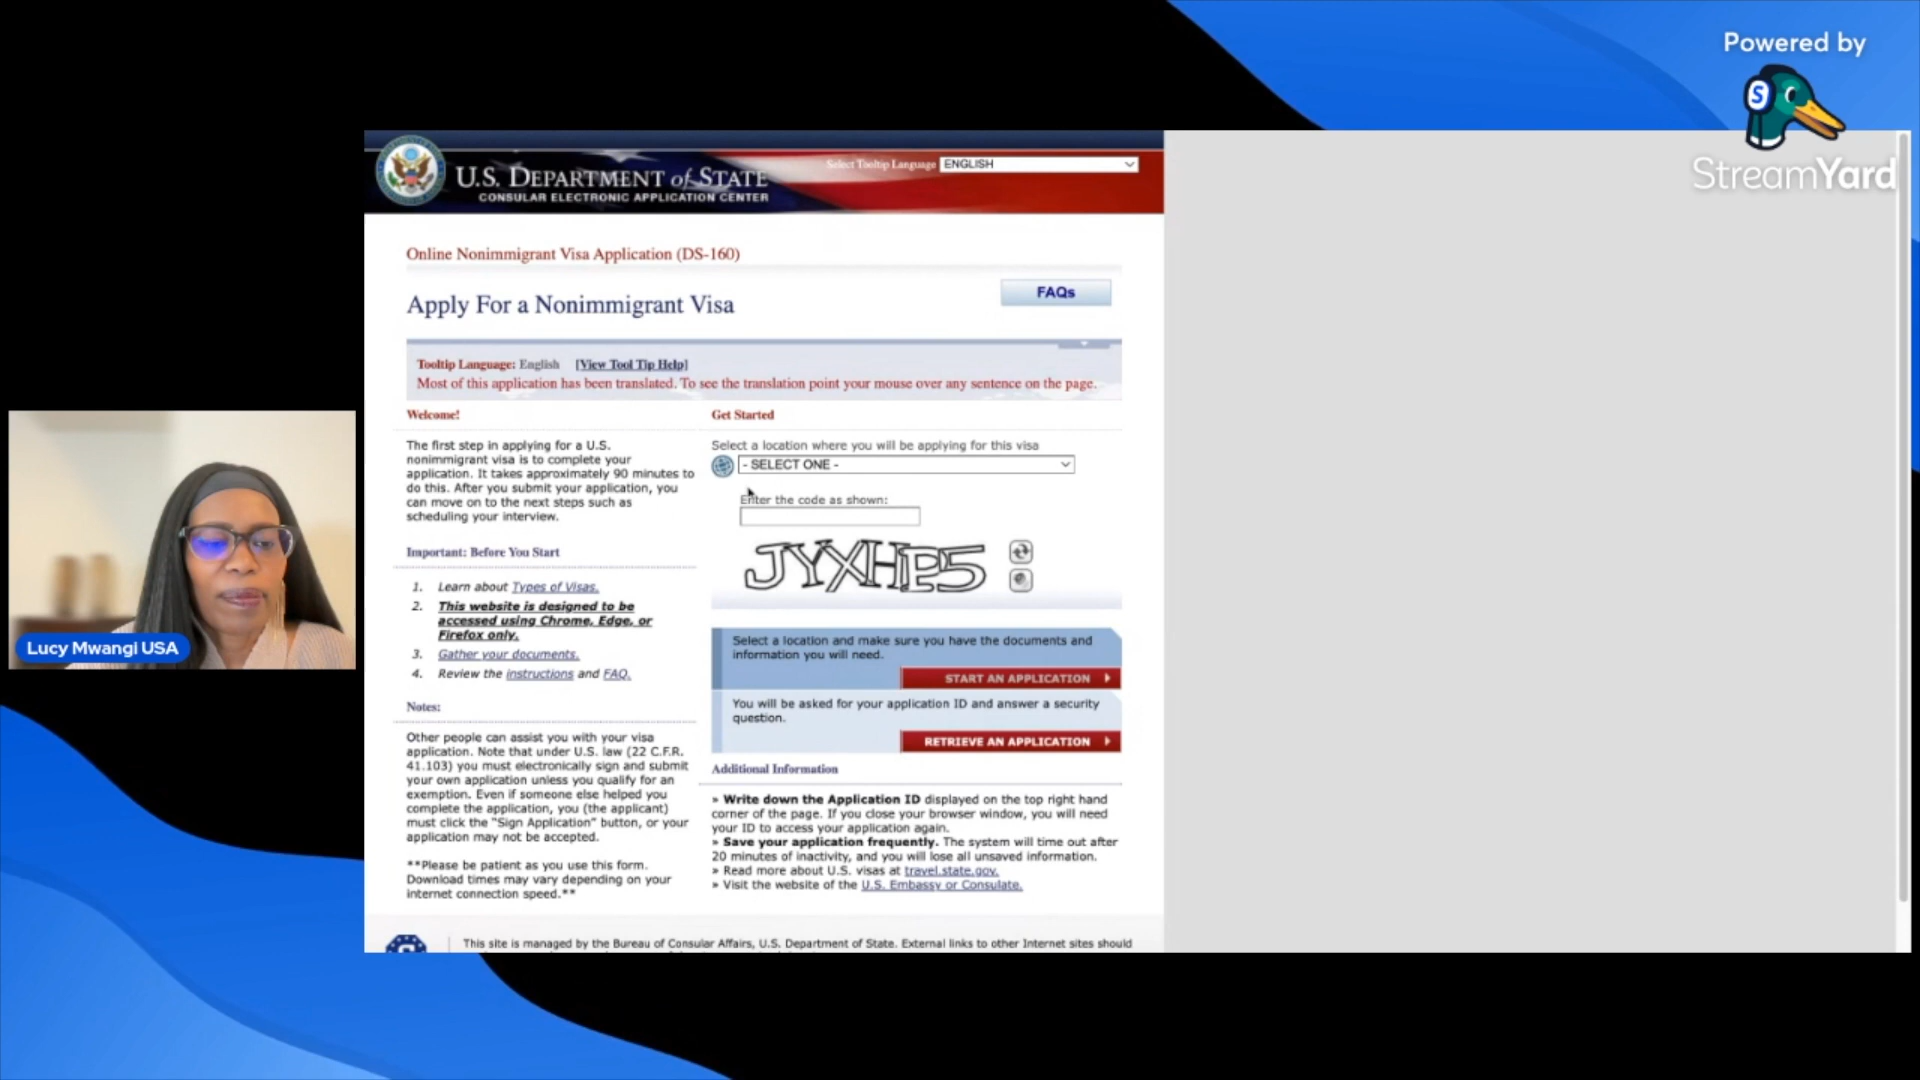 Powered by
S
StreamYard
U.S. DEPARTMENT of STATE
CONSULAR ELECTRONIC APPLICATION CENTER
Select Tooltip Language ENGLISH
Online Nonimmigrant Visa Application (DS-160)
Apply For a Nonimmigrant Visa
FAQs
Tooltip Language: English [View Tool Tip Help]
Most of this application has been translated. To see the translation point your mouse over any sentence on the page.
Welcome!
The first step in applying for a U.S.
nonimmigrant visa is to complete your
application. It takes approximately 90 minutes to
do this. After you submit your application, you
can move on to the next steps such as
scheduling your interview.
Important: Before You Start
1. Learn about Types of Visas.
2. This website is designed to be
accessed using Chrome, Edge, or
Firefox only.
3. Gather your documents.
4. Review the instructions and FAQ.
Notes:
Other people can assist you with your visa
application. Note that under U.S. law (22 C.F.R.
41.103) you must electronically sign and submit
your own application unless you qualify for an
exemption. Even if someone else helped you
complete the application, you (the applicant)
must click the "Sign Application" button, or your
application may not be accepted.
**Please be patient as you use this form.
Download times may vary depending on your
internet connection speed.**
Get Started
Select a location where you will be applying for this visa
- SELECT ONE -
Enter the code as shown:
JYXHP5
Select a location and make sure you have the documents and
information you will need.
START AN APPLICATION
You will be asked for your application ID and answer a security
question.
RETRIEVE AN APPLICATION
Additional Information
» Write down the Application ID displayed on the top right hand
corner of the page. If you close your browser window, you will need
your ID to access your application again.
» Save your application frequently. The system will time out after
20 minutes of inactivity, and you will lose all unsaved information.
» Read more about U.S. visas at travel.state.gov.
» Visit the website of the U.S. Embassy or Consulate.
This site is managed by the Bureau of Consular Affairs, U.S. Department of State. External links to other Internet sites should
Lucy Mwangi USA